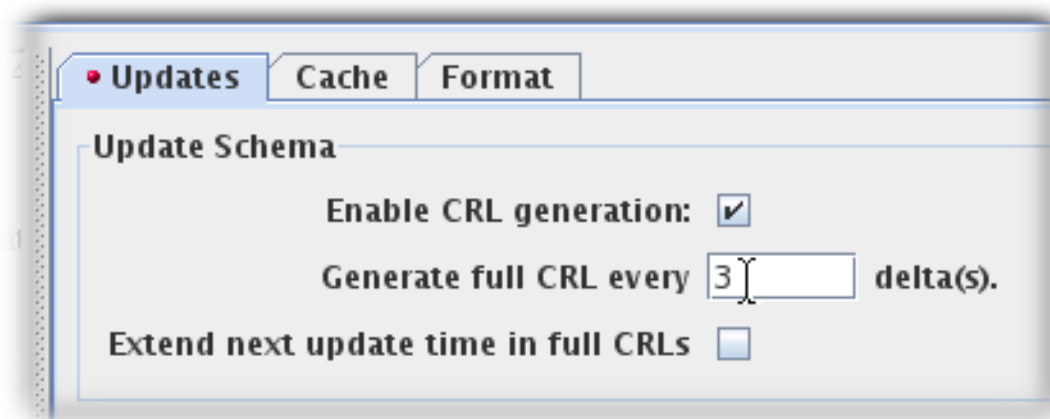 Updates Cache Format
Update Schema
Enable CRL generation:
Generate full CRL every 3 delta(s).
Extend next update time in full CRLs